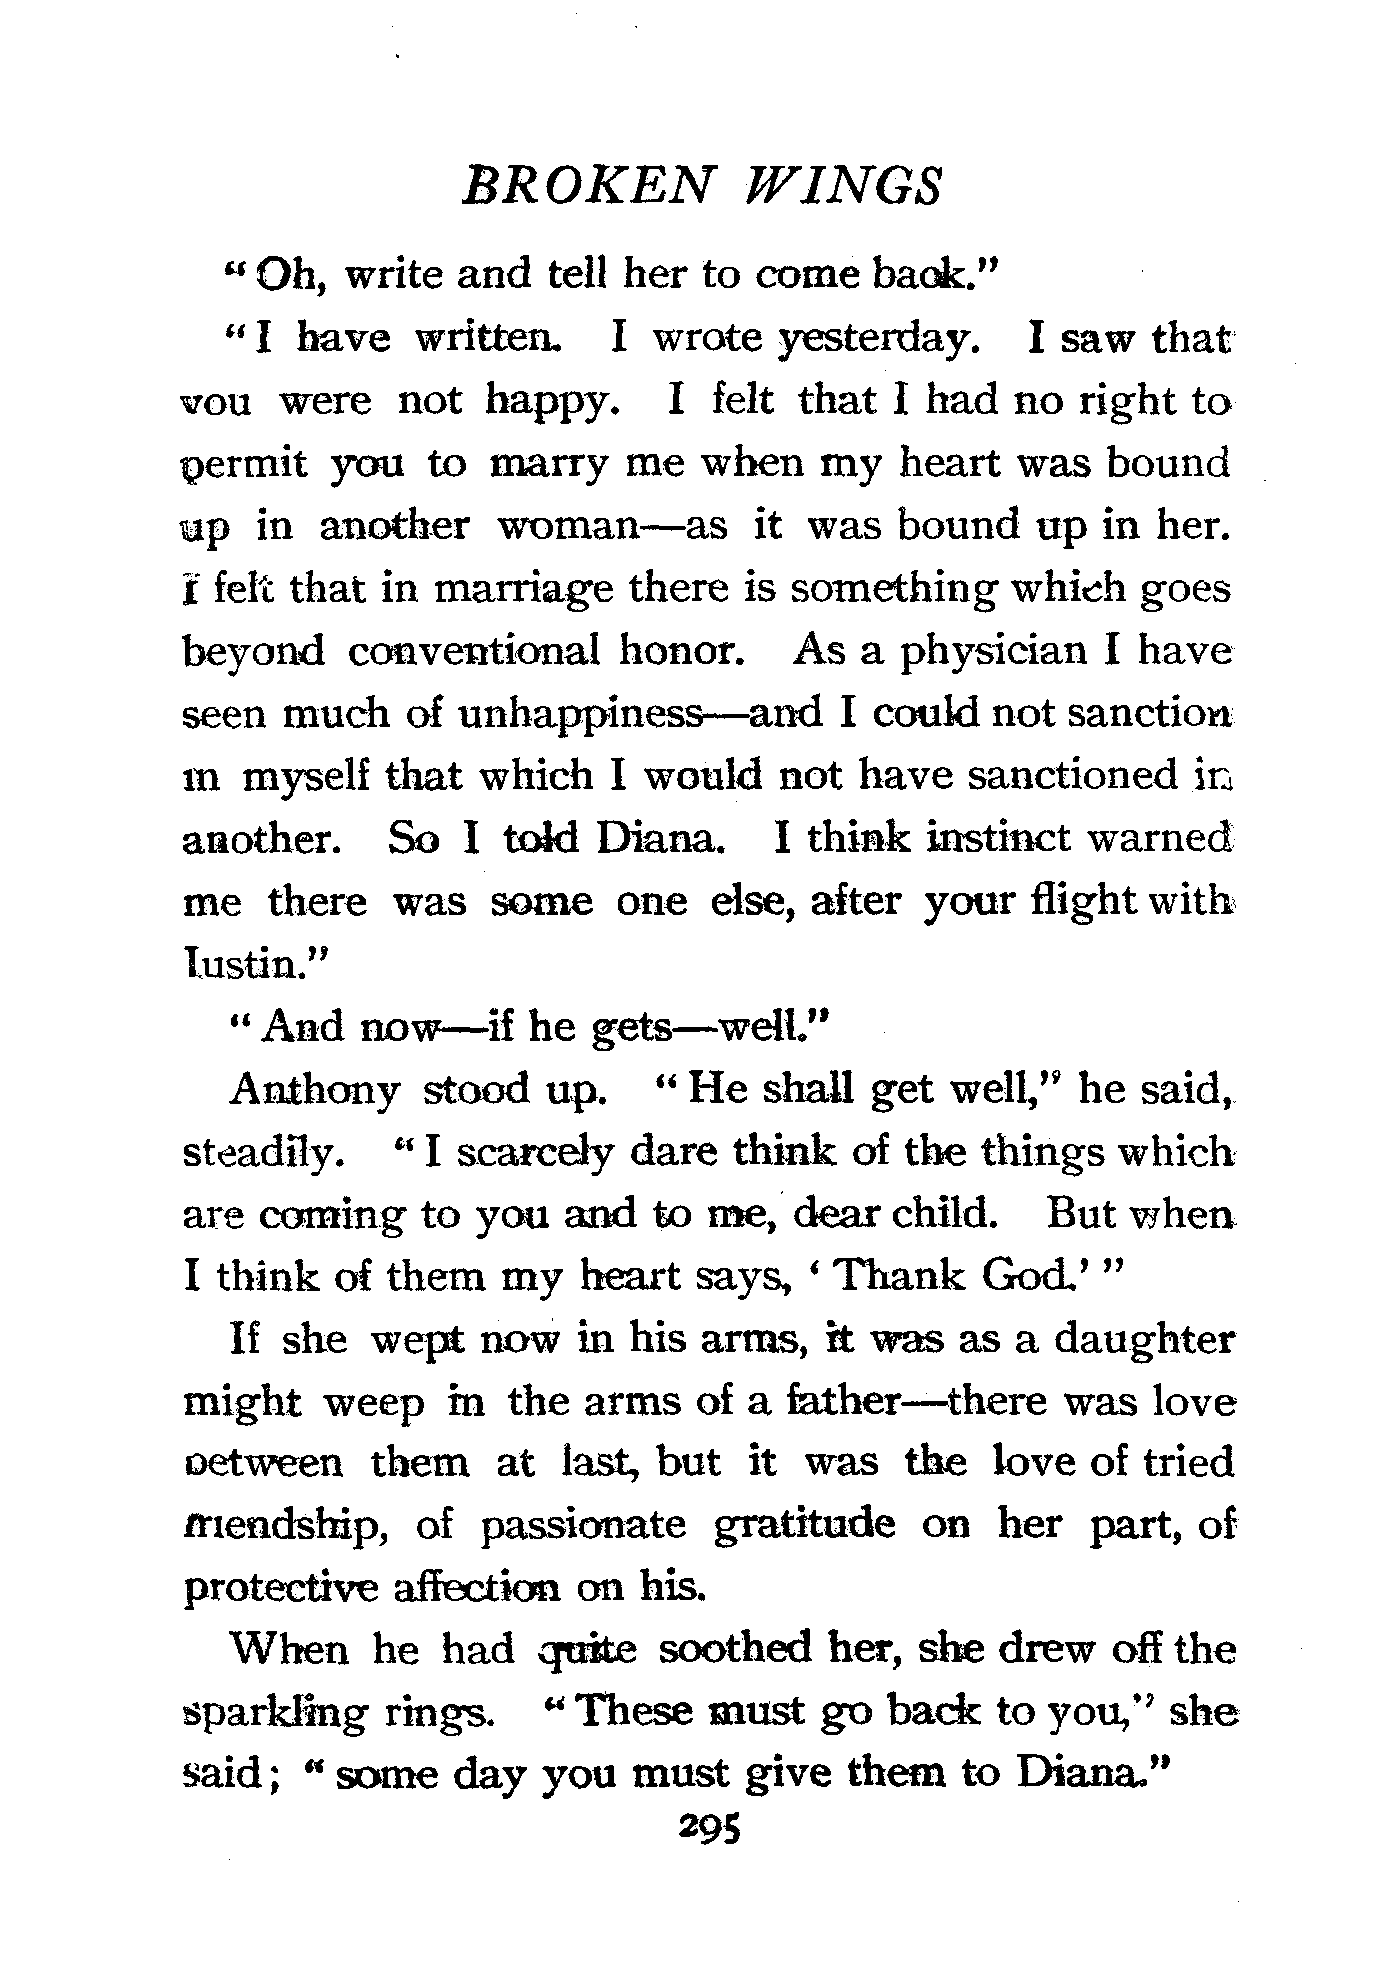 BROKEN WINGS
“Oh, write and tell her to come back.”
“I have written. I wrote yesterday. I saw that
you were not happy. I felt that I had no right to
permit you to marry me when my heart was bound
up in another woman—as it was bound up in her.
I felt that in marriage there is something which goes
beyond conventional honor. As a physician I have
seen much of unhappiness—and I could not sanction
in myself that which I would not have sanctioned in
another. So I told Diana. I think instinct warned
me there was some one else, after your flight with
Justin.”
“And now—if he gets—well.”
Anthony stood up. “He shall get well,” he said,
steadily. “I scarcely dare think of the things which
are coming to you and to me, dear child. But when
I think of them my heart says, ‘Thank God.’”
If she wept now in his arms, it was as a daughter
might weep in the arms of a father—there was love
between them at last, but it was the love of tried
friendship, of passionate gratitude on her part, of
protective affection on his.
When he had quite soothed her, she drew off the
sparkling rings. “These must go back to you,” she
said; “some day you must give them to Diana.”
295